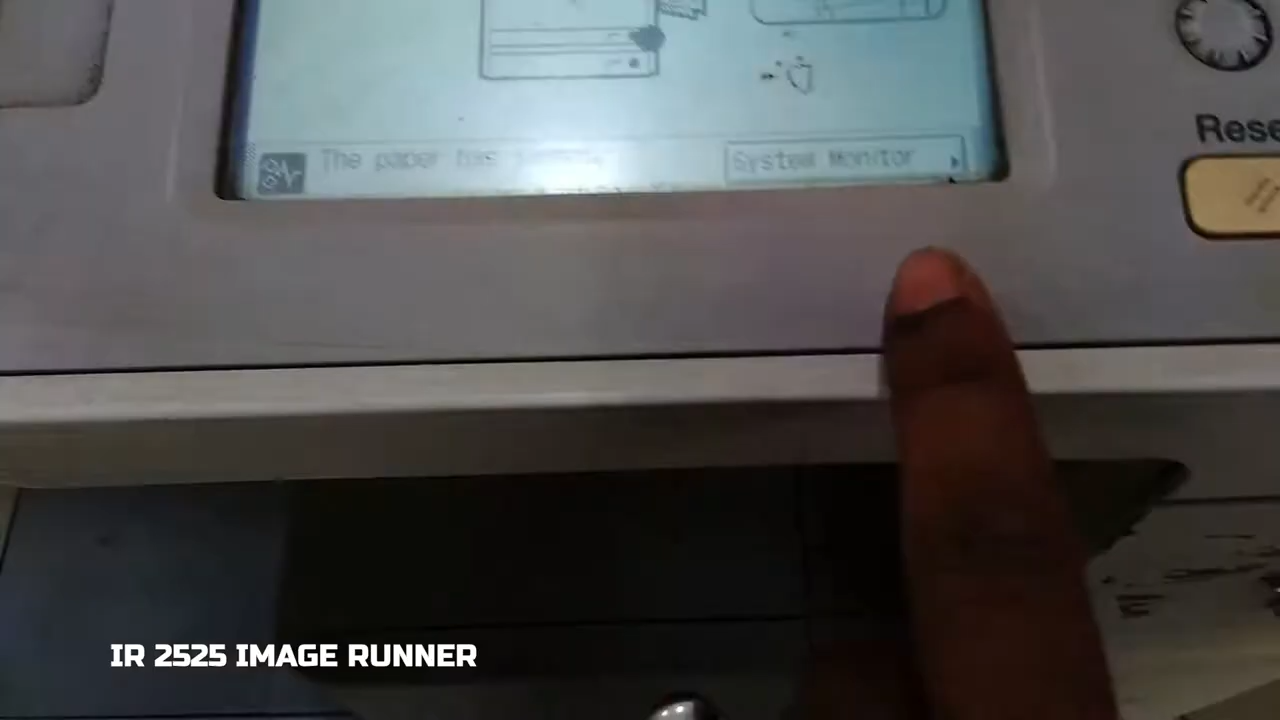 Rese
The paper has
System Monitor
IR 2525 IMAGE RUNNER